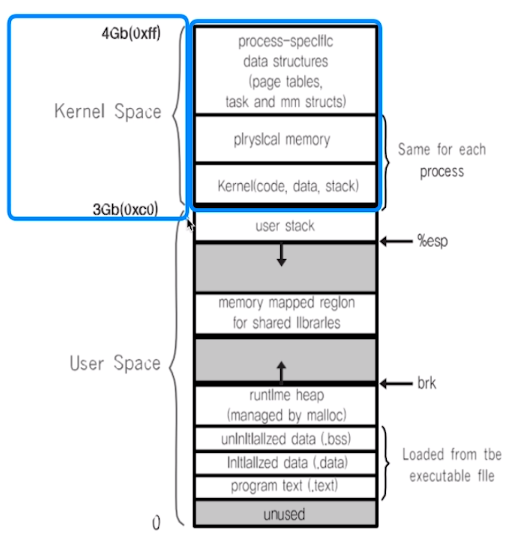 4Gb(0xff)
process-specific
data structures
(page tables,
task and mm structs)
Kernel Space
physical memory
Same for each
process
Kernel(code, data, stack)
3Gb(0xc0)
user stack
%esp
memory mapped region
for shared libraries
User Space
brk
runtime heap
(managed by malloc)
uninitialized data (.bss)
Initialized data (.data)
Loaded from tbe
executable file
program text (.text)
0
unused